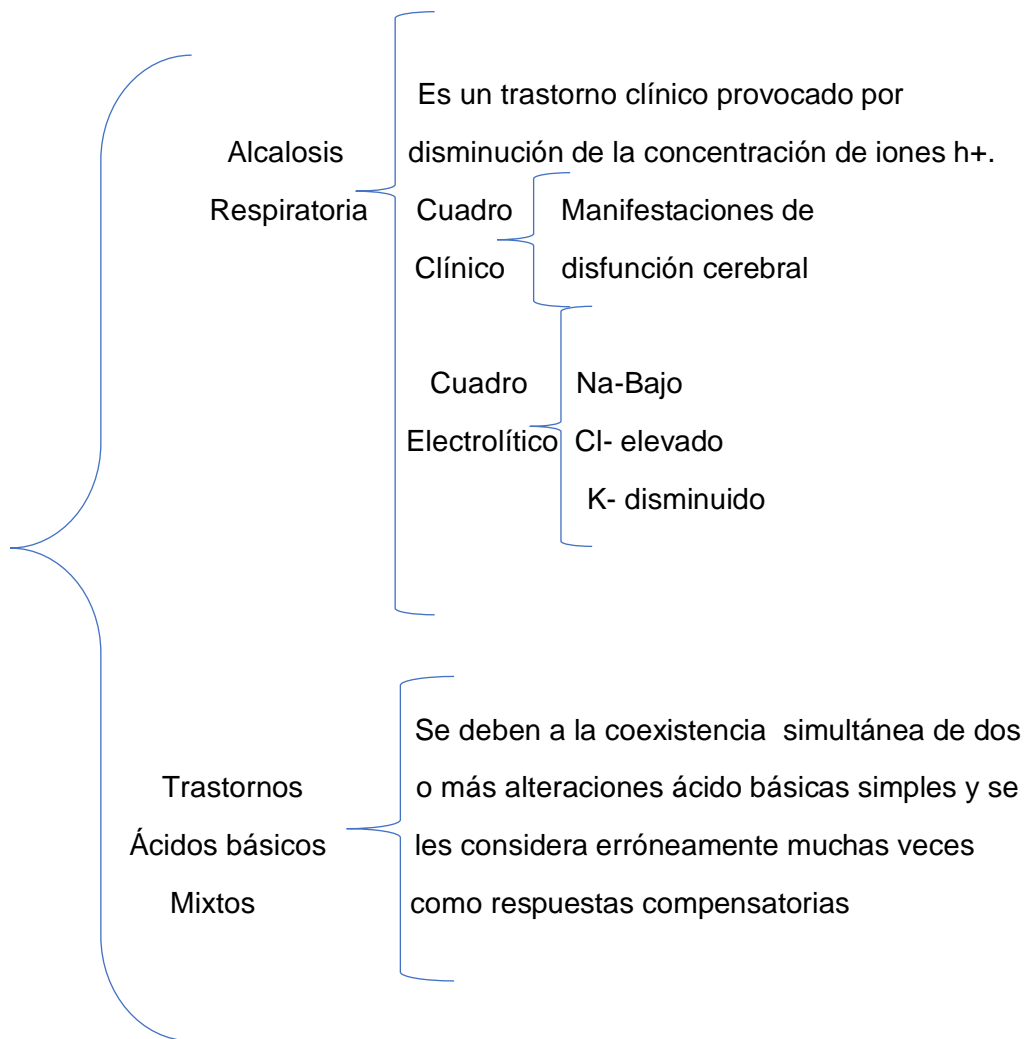 Es un trastorno clínico provocado por
Alcalosis
disminución de la concentración de iones h+.
Respiratoria
Cuadro
Manifestaciones de
Clínico
disfunción cerebral
Cuadro
Na-Bajo
Electrolítico
Cl- elevado
K- disminuido
Se deben a la coexistencia simultánea de dos
Trastornos
o más alteraciones ácido básicas simples y se
Ácidos básicos
les considera erróneamente muchas veces
Mixtos
como respuestas compensatorias